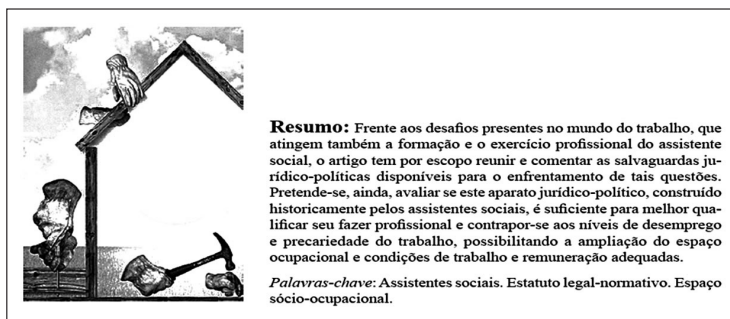 Resumo: Frente aos desafios presentes no mundo do trabalho, que
atingem também a formação e o exercício profissional do assistente
social, o artigo tem por escopo reunir e comentar as salvaguardas ju-
rídico-políticas disponíveis para o enfrentamento de tais questões.
Pretende-se, ainda, avaliar se este aparato jurídico-político, construído
historicamente pelos assistentes sociais, é suficiente para melhor qua-
lificar seu fazer profissional e contrapor-se aos níveis de desemprego
e precariedade do trabalho, possibilitando a ampliação do espaço
ocupacional e condições de trabalho e remuneração adequadas.
Palavras-chave: Assistentes sociais. Estatuto legal-normativo. Espaço
sócio-ocupacional.